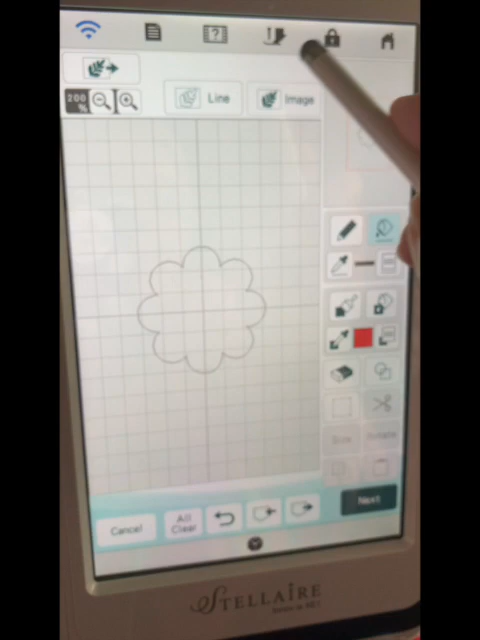 200
%
Line
Image
Size
Cancel
All
Clear
Next
STELLAIRE